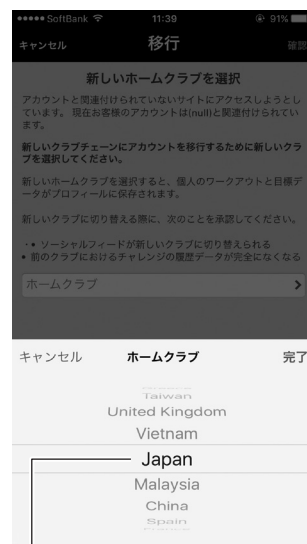 SoftBank 11:39 91%
キャンセル 移行 確認
新しいホームクラブを選択
アカウントと関連付けられていないサイトにアクセスしようとし
ています。 現在お客様のアカウントは(null)と関連付けられてい
ます。
新しいクラブチェーンにアカウントを移行するために新しいクラ
ブを選択してください。
新しいホームクラブを選択すると、個人のワークアウトと目標デ
ータがプロフィールに保存されます。
新しいクラブに切り替える際に、次のことを承認してください。
・• ソーシャルフィードが新しいクラブに切り替えられる
• 前のクラブにおけるチャレンジの履歴データが完全になくなる
ホームクラブ
キャンセル ホームクラブ 完了
Taiwan
United Kingdom
Vietnam
Japan
Malaysia
China
Spain